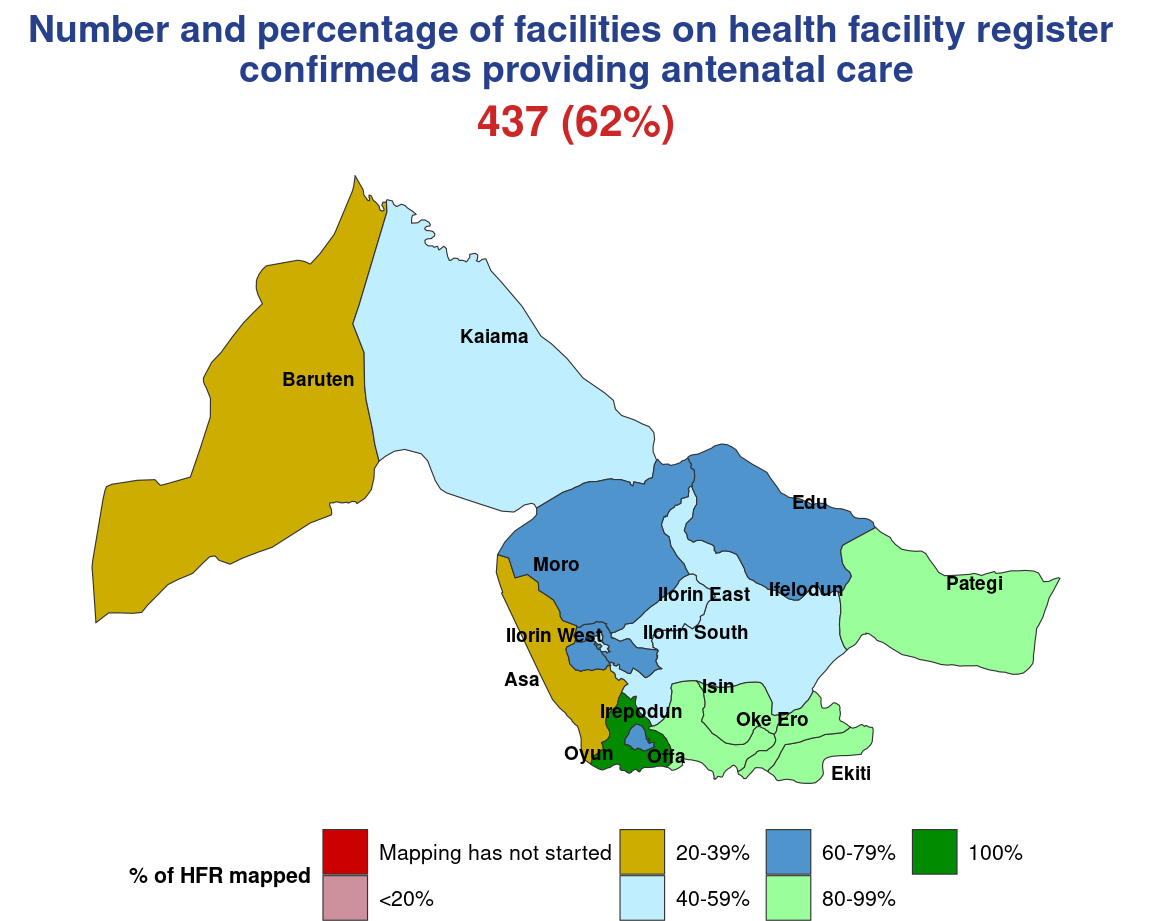 Number and percentage of facilities on health facility register
confirmed as providing antenatal care
437 (62%)
Kaiama
Baruten
Edu
Moro
Pategi
Ifelodun
Ilorin East
Ilorin South
Ilorin West
Asa
Isin
Irepodun
Oke Ero
Oyun
Offa
Ekiti
% of HFR mapped
Mapping has not started
<20%
20-39%
40-59%
60-79%
80-99%
100%